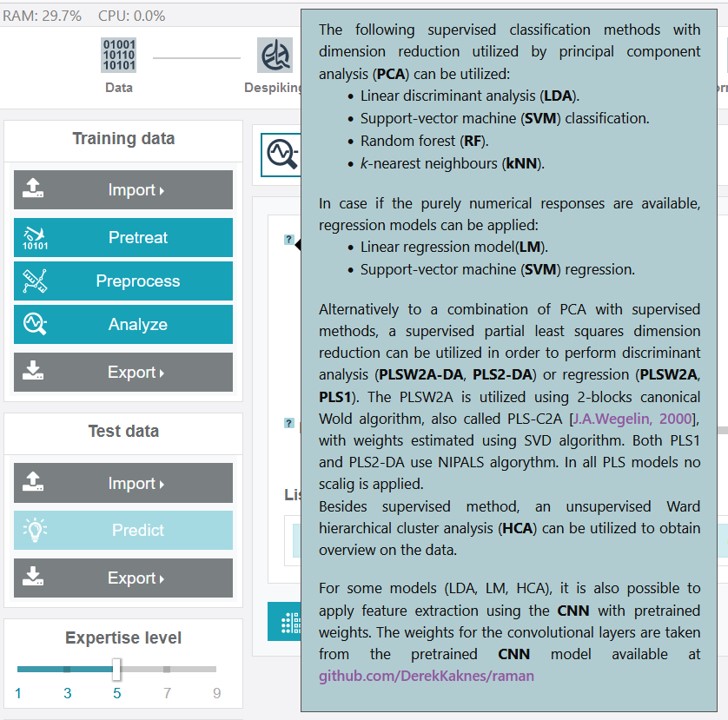 RAM: 29.7% CPU: 0.0%
01001
10110
10101
Data
Despiking
Training data
Import
10101
Pretreat
Preprocess
Analyze
Export
Test data
Import
Predict
Export
Expertise level
1 3 5 7 9
?
?
The following supervised classification methods with
dimension reduction utilized by principal component
analysis (PCA) can be utilized:
• Linear discriminant analysis (LDA).
• Support-vector machine (SVM) classification.
• Random forest (RF).
• k-nearest neighbours (kNN).
In case if the purely numerical responses are available,
regression models can be applied:
• Linear regression model(LM).
• Support-vector machine (SVM) regression.
Alternatively to a combination of PCA with supervised
methods, a supervised partial least squares dimension
reduction can be utilized in order to perform discriminant
analysis (PLSW2A-DA, PLS2-DA) or regression (PLSW2A,
PLS1). The PLSW2A is utilized using 2-blocks canonical
Wold algorithm, also called PLS-C2A [J.A.Wegelin, 2000],
with weights estimated using SVD algorithm. Both PLS1
and PLS2-DA use NIPALS algorythm. In all PLS models no
scalig is applied.
Besides supervised method, an unsupervised Ward
hierarchical cluster analysis (HCA) can be utilized to obtain
overview on the data.
For some models (LDA, LM, HCA), it is also possible to
apply feature extraction using the CNN with pretrained
weights. The weights for the convolutional layers are taken
from the pretrained CNN model available at
github.com/DerekKaknes/raman